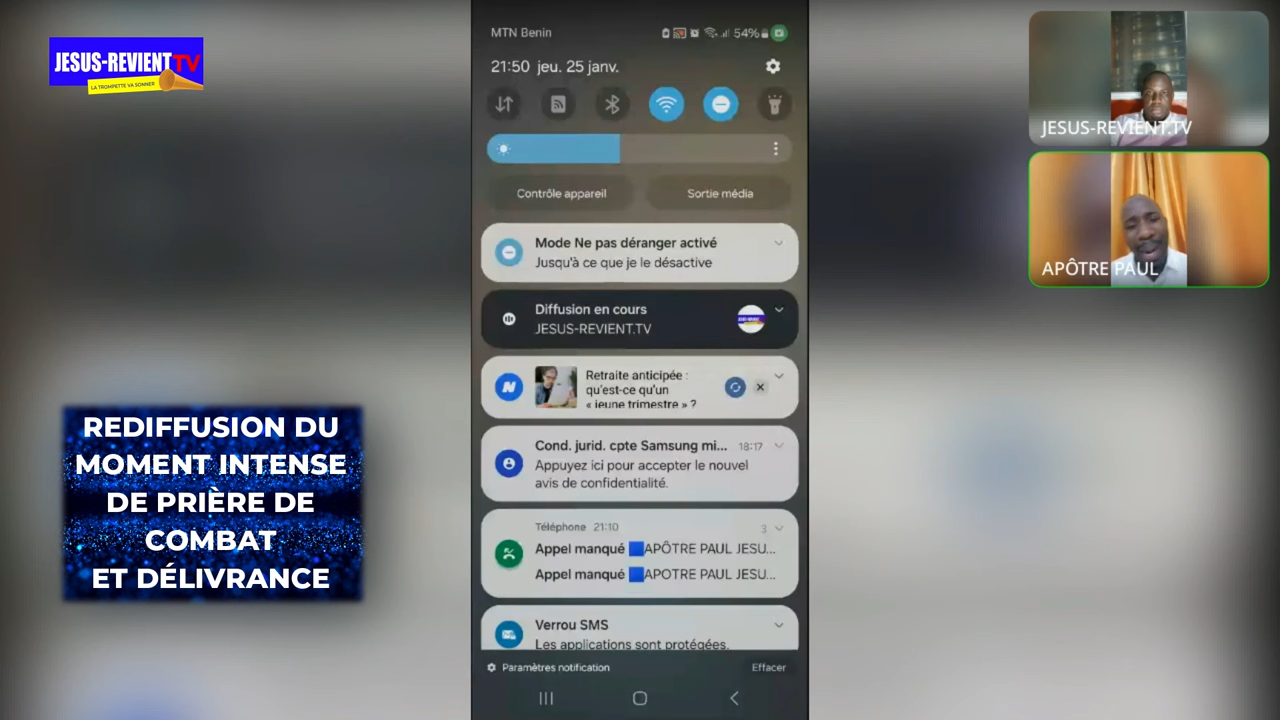 JESUS-REVIENT TV
LA TROMPETTE VA SONNER
REDIFFUSION DU
MOMENT INTENSE
DE PRIÈRE DE
COMBAT
ET DÉLIVRANCE
MTN Benin
54%
21:50 jeu. 25 janv.
Contrôle appareil
Sortie média
Mode Ne pas déranger activé
Jusqu'à ce que je le désactive
Diffusion en cours
JESUS-REVIENT.TV
Retraite anticipée :
qu'est-ce qu'un
« jeune trimestre » ?
Cond. jurid. cpte Samsung mi... 18:17
Appuyez ici pour accepter le nouvel
avis de confidentialité.
Téléphone 21:10 3
Appel manqué 🟦APÔTRE PAUL JESU...
Appel manqué 🟦APOTRE PAUL JESU...
Verrou SMS
Les applications sont protégées.
Paramètres notification
Effacer
JESUS-REVIENT.TV
APÔTRE PAUL